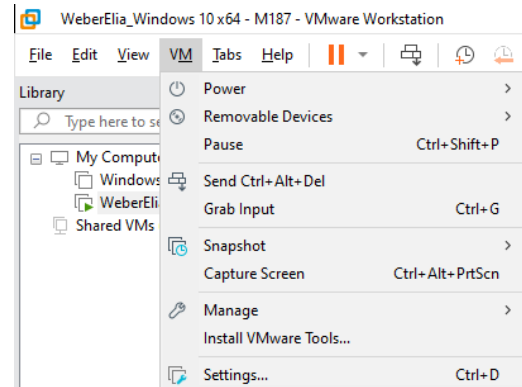 WeberElia_Windows 10 x64 - M187 - VMware Workstation
File Edit View VM Tabs Help
Library
Type here to se
My Compute
Windows
WeberEli
Shared VMs
Power
Removable Devices
Pause Ctrl+Shift+P
Send Ctrl+Alt+Del
Grab Input Ctrl+G
Snapshot
Capture Screen Ctrl+Alt+PrtScn
Manage
Install VMware Tools...
Settings... Ctrl+D